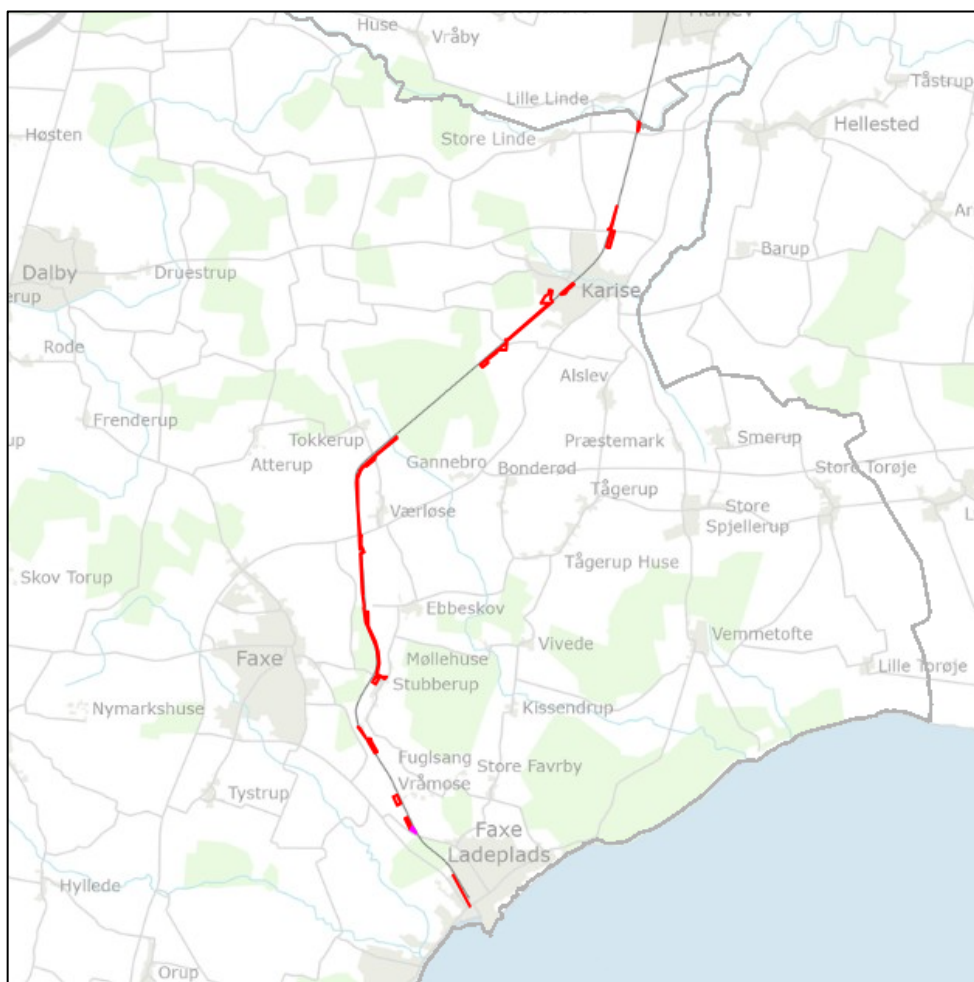 Huse
Vråby
Tåstrup
Lille Linde
Hellested
Høsten
Store Linde
Barup
Dalby
Druestrup
Karise
Rode
Alslev
Frenderup
Tokkerup
Præstemark
Smerup
Atterup
Gannebro
Bonderød
Store Torøje
Tågerup
Værløse
Store
Spjellerup
Tågerup Huse
Skov Torup
Ebbeskov
Vivede
Vemmetofte
Faxe
Møllehuse
Lille Torøje
Stubberup
Nymarkshuse
Kissendrup
Fuglsang
Store Favrby
Vråmose
Tystrup
Faxe
Ladeplads
Hyllede
Orup